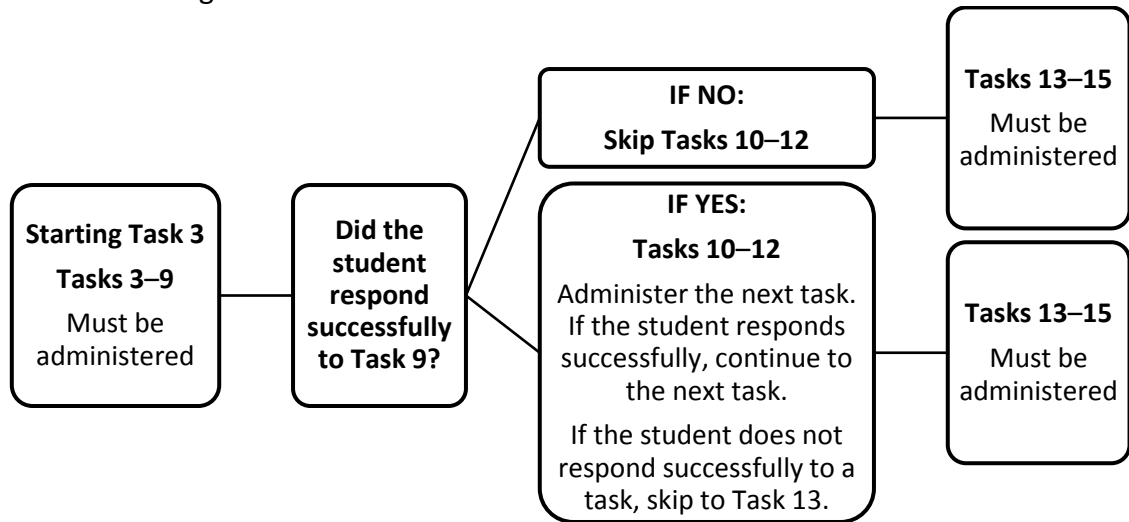 Starting Task 3
Tasks 3–9
Must be
administered
Did the
student
respond
successfully
to Task 9?
IF NO:
Skip Tasks 10–12
Tasks 13–15
Must be
administered
IF YES:
Tasks 10–12
Administer the next task.
If the student responds
successfully, continue to
the next task.
If the student does not
respond successfully to a
task, skip to Task 13.
Tasks 13–15
Must be
administered